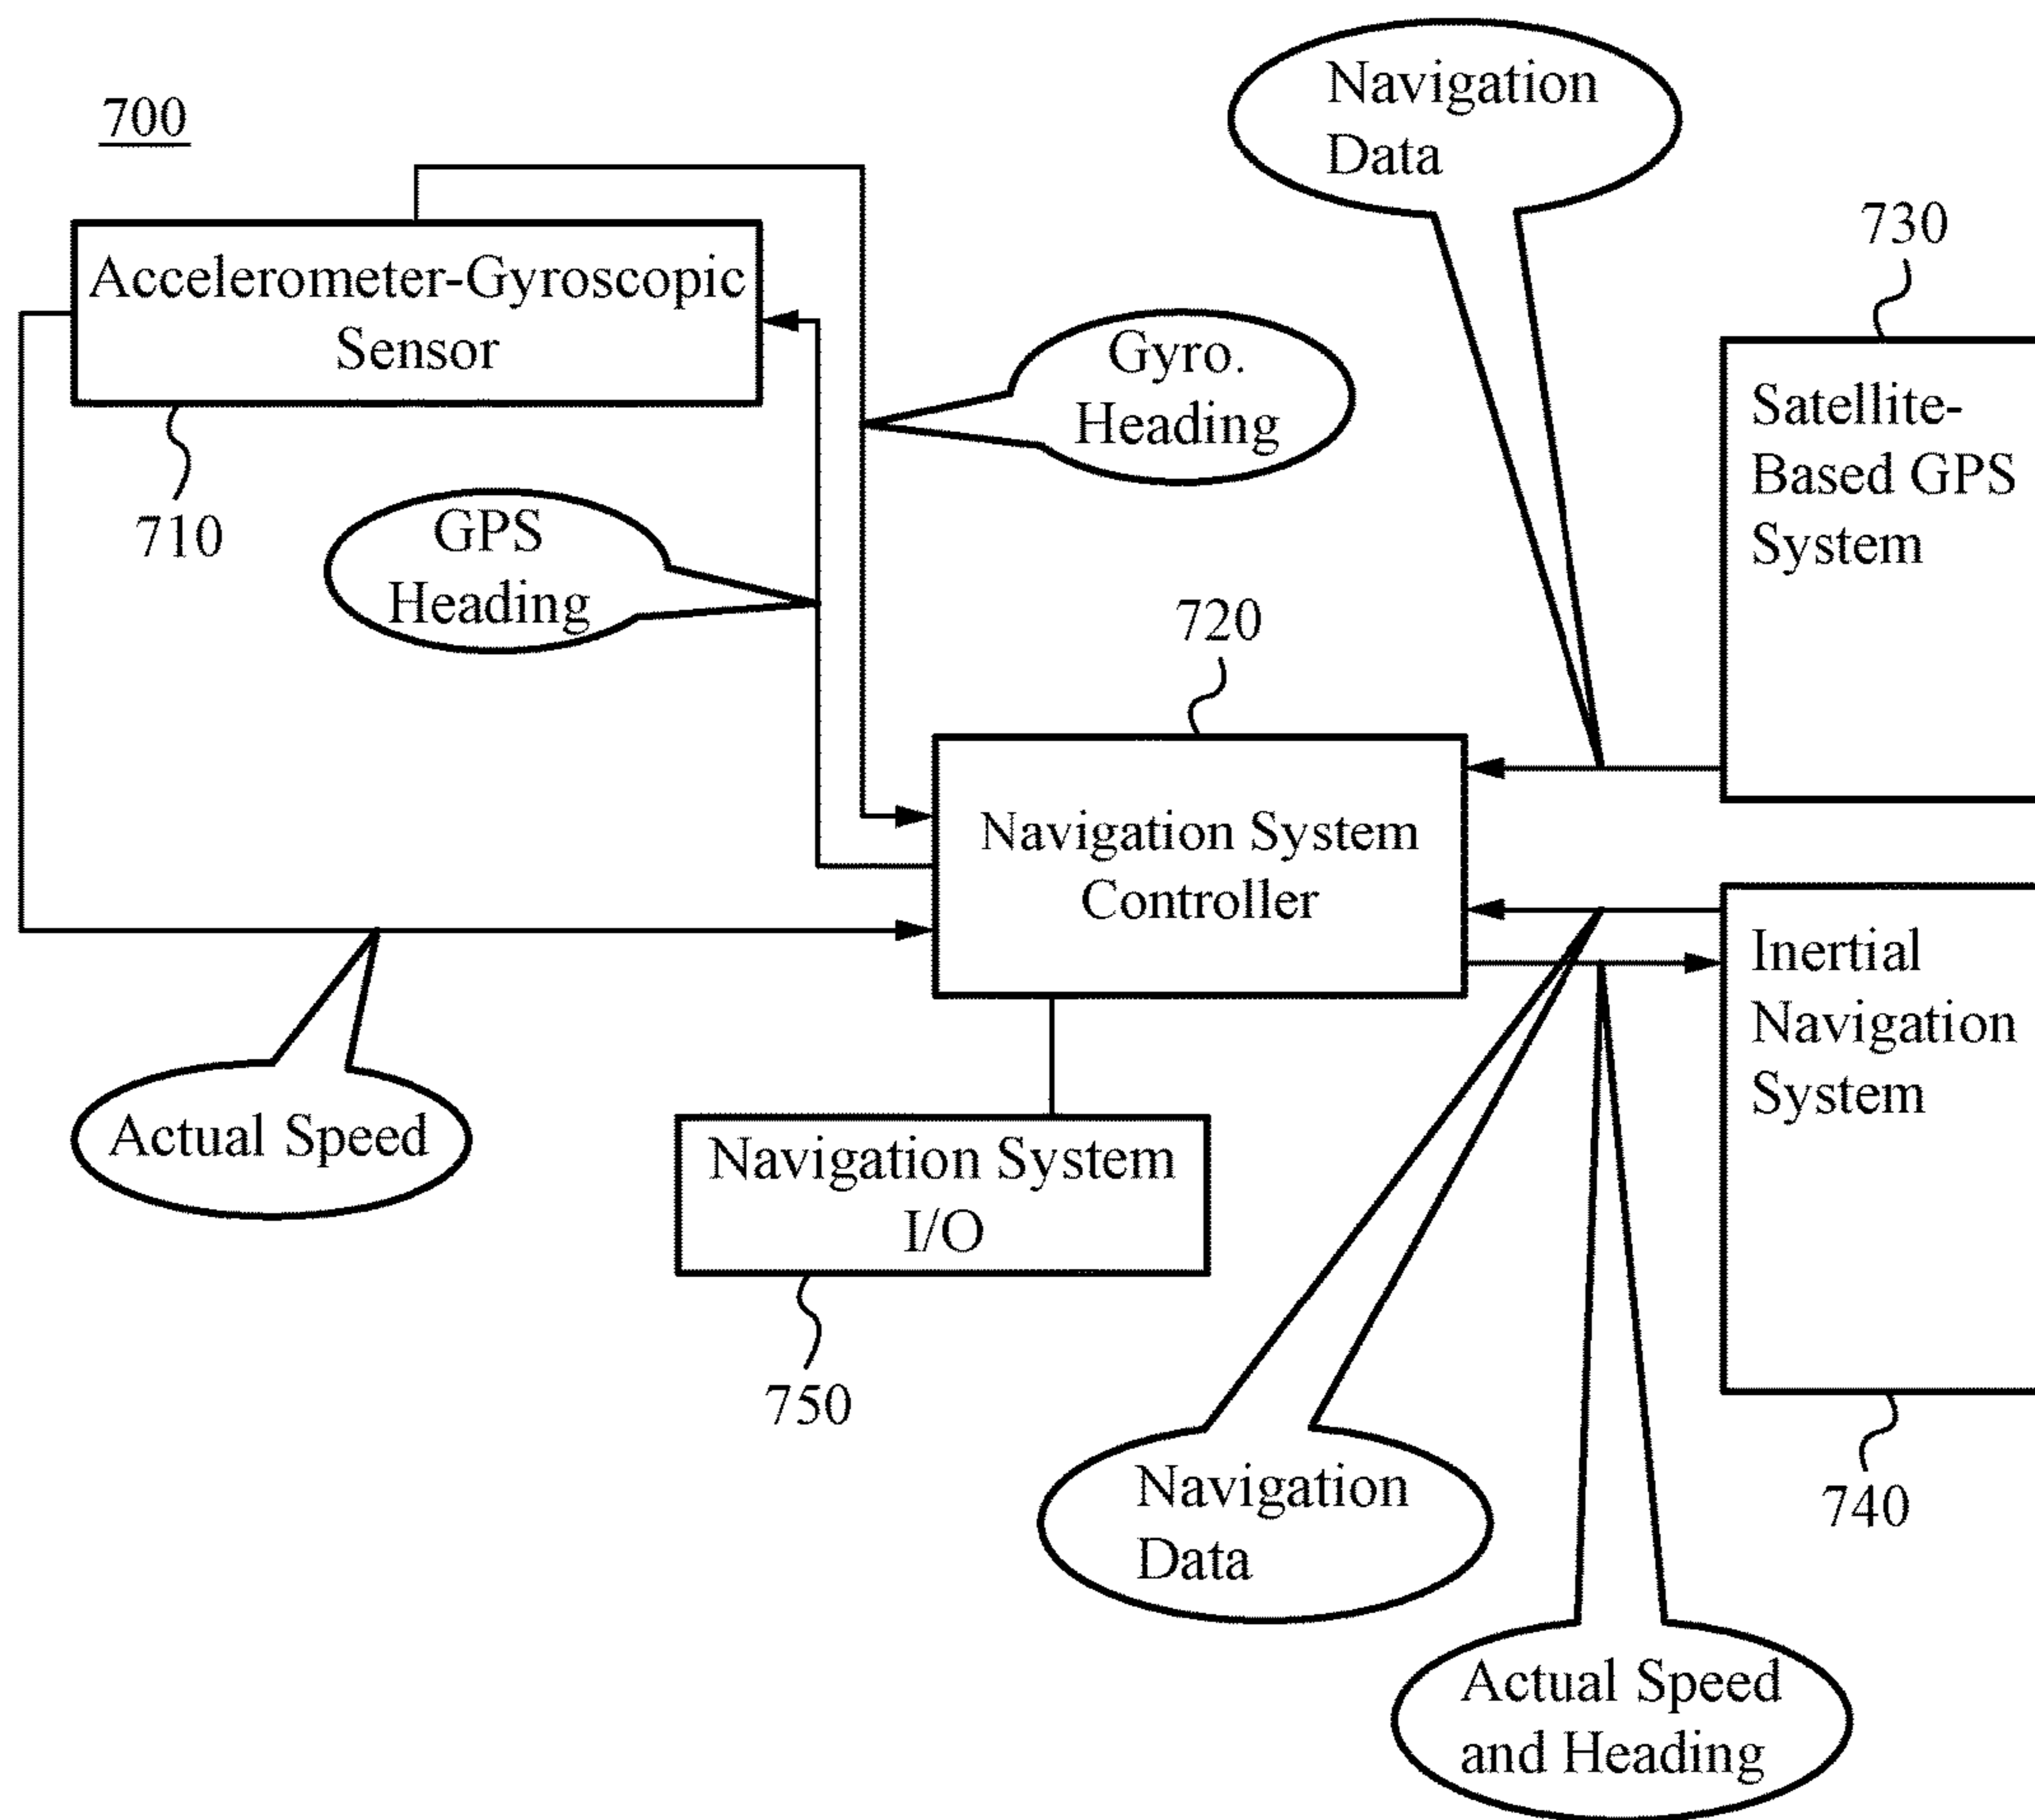 700
Navigation
Data
730
Accelerometer-Gyroscopic
Sensor
Gyro.
Heading
Satellite-
Based GPS
System
710
GPS
Heading
720
Navigation System
Controller
Inertial
Navigation
System
Actual Speed
Navigation System
I/O
750
Navigation
Data
740
Actual Speed
and Heading